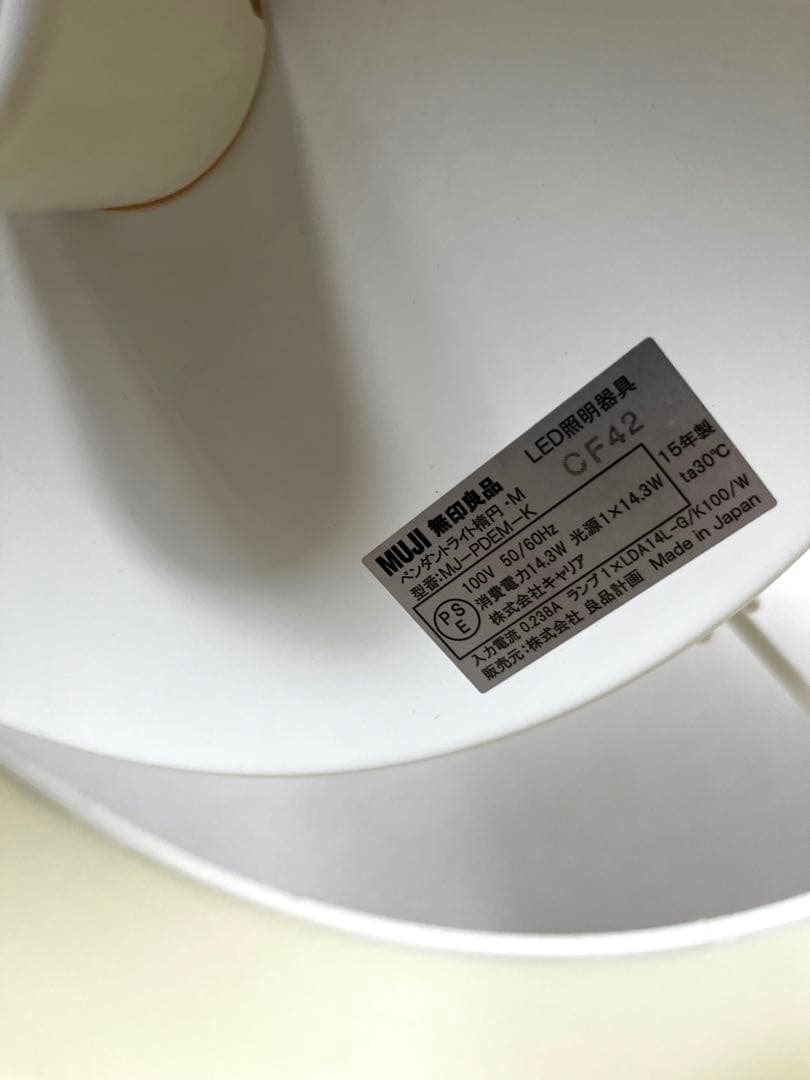 MUJI 無印良品 LED照明器具
ペンダントライト楕円・M CF42
型番:MJ-PDEM-K 15年製
PSE 100V 50/60Hz ta30℃
消費電力14.3W 光源1×14.3W
株式会社キャリア
入力電流 0.238A ランプ1×LDA14L-G/K100/W
販売元:株式会社 良品計画 Made in Japan